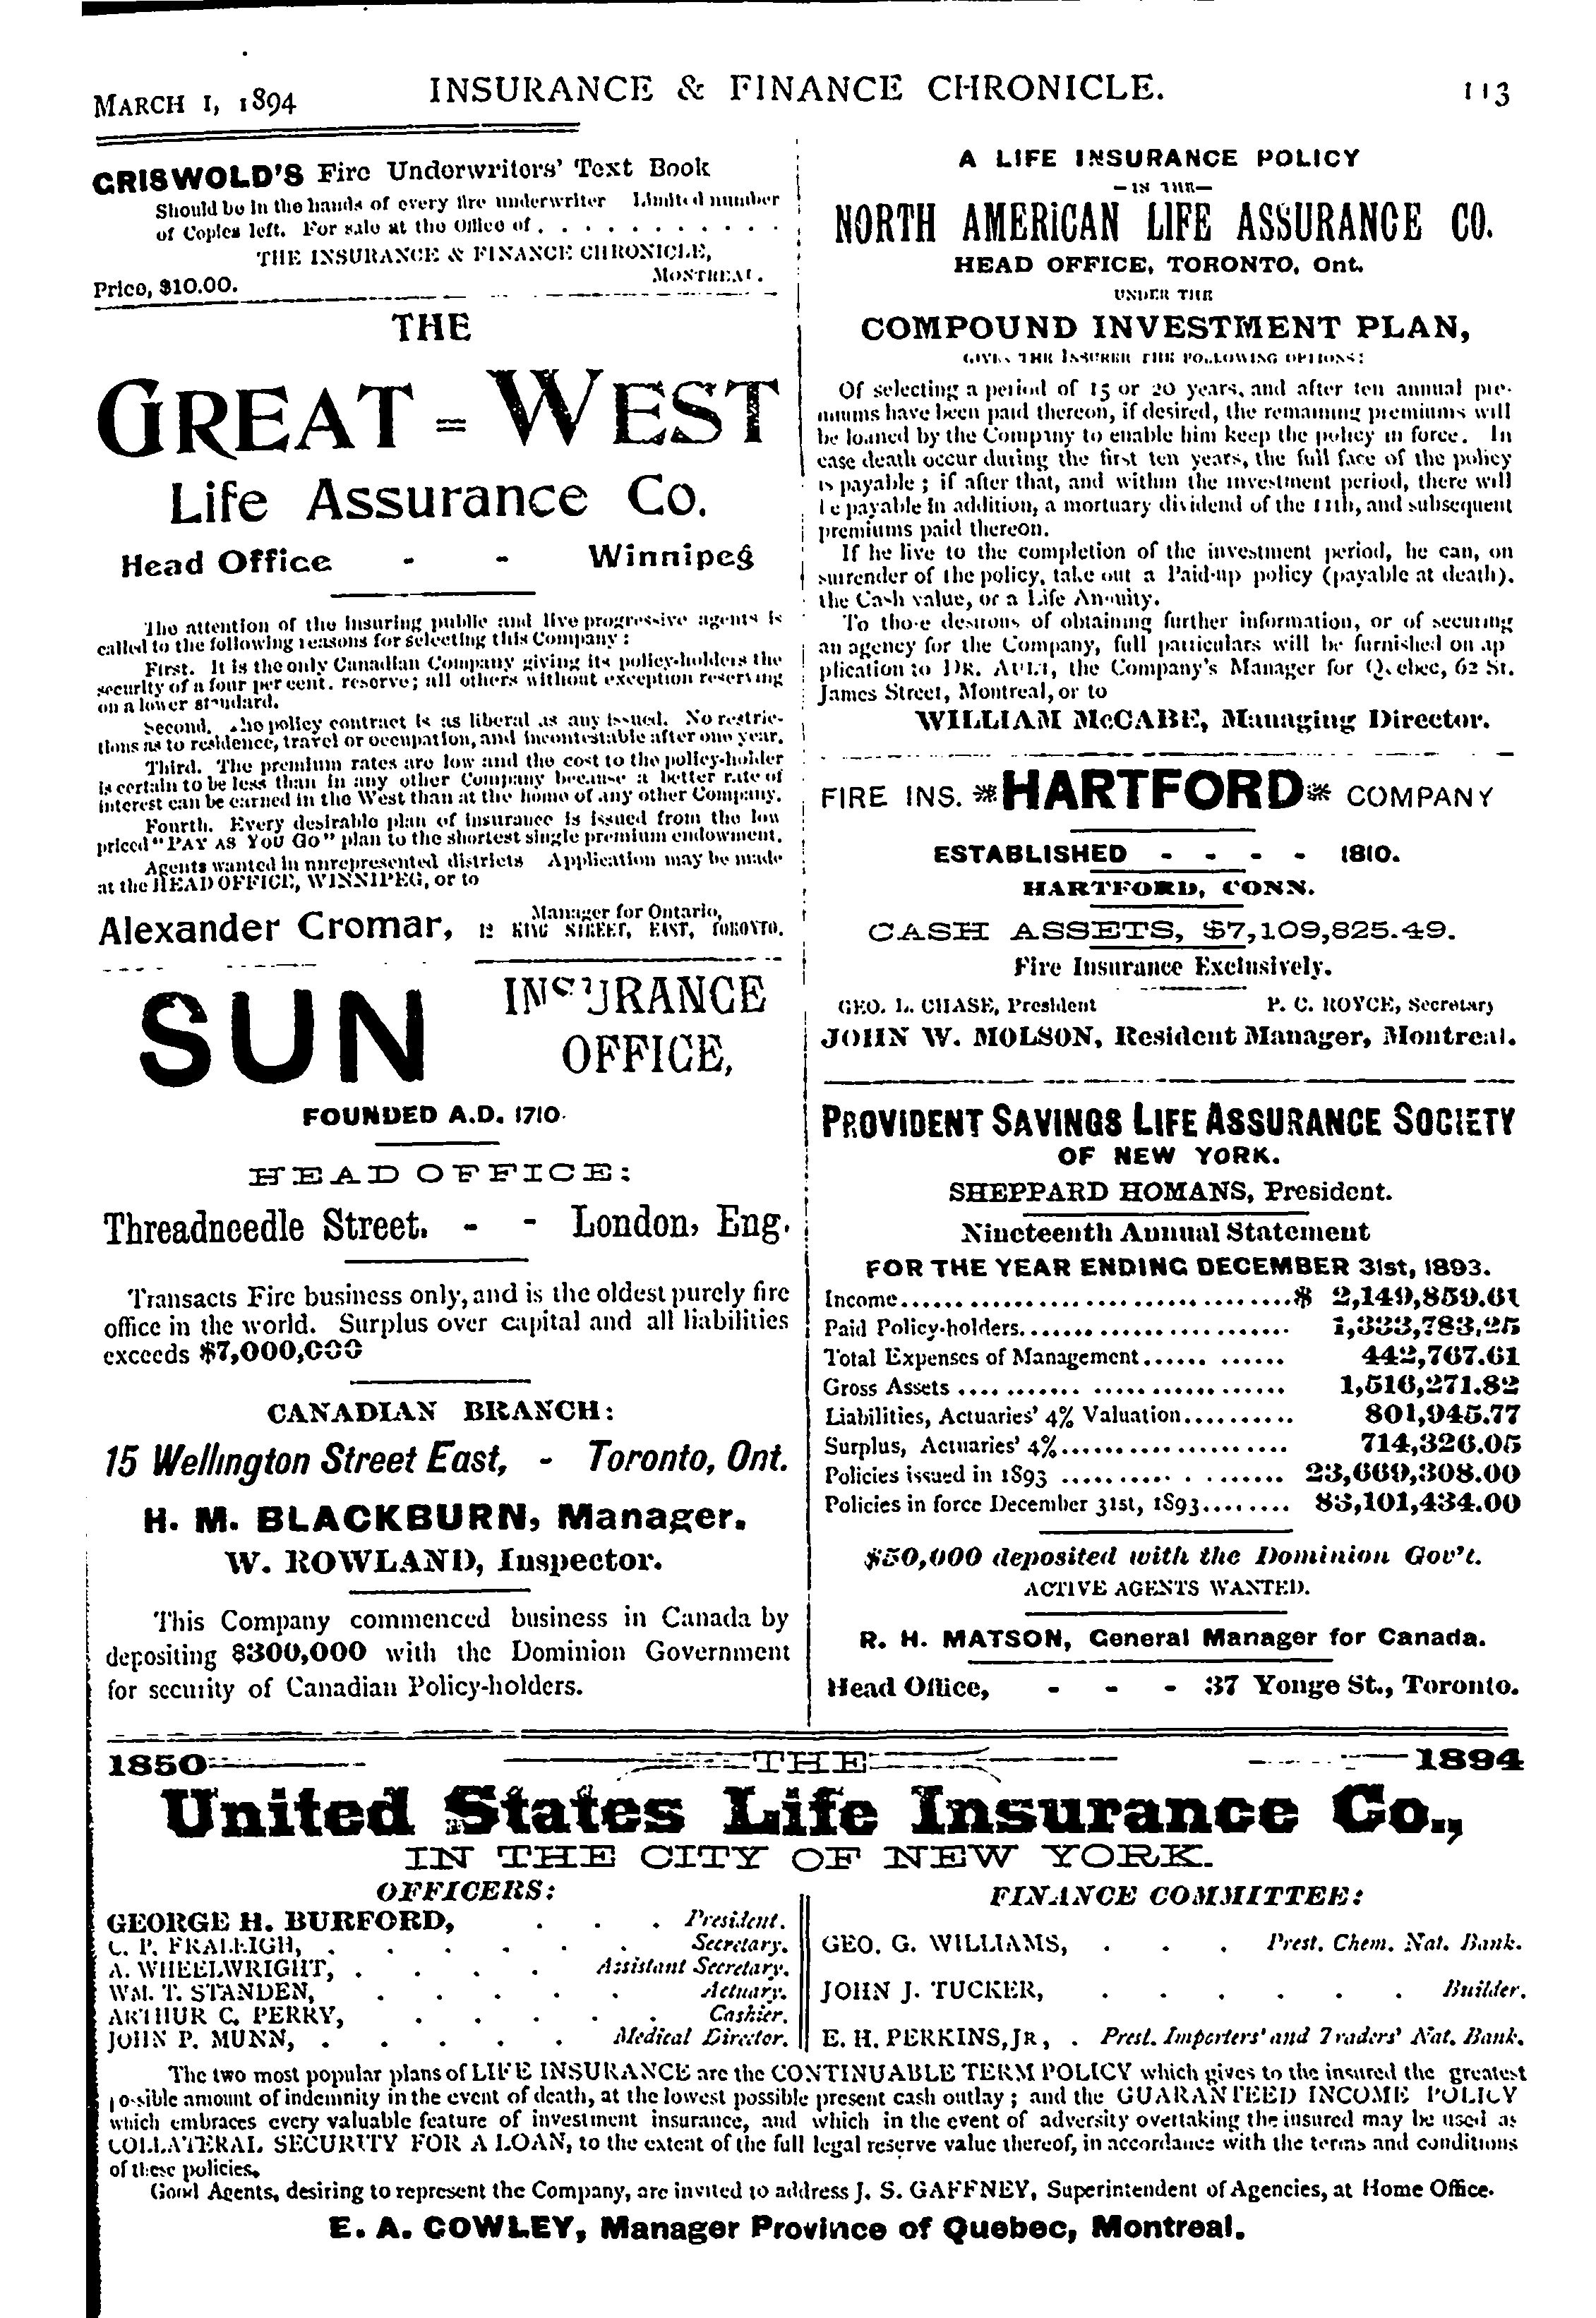 MARCH 1, 1894
INSURANCE & FINANCE CHRONICLE.
113
GRISWOLD'S Fire Underwriters' Text Book
Should be in the hands of every fire underwriter Limited number
of Copies left. For sale at the Office of . . . . . . . . . . .
THE INSURANCE & FINANCE CHRONICLE,
MONTREAL.
Price, $10.00.
THE
GREAT = WEST
Life Assurance Co.
Head Office - - Winnipeg
The attention of the insuring public and live progressive agents is
called to the following reasons for selecting this Company :
First. It is the only Canadian Company giving its policy-holders the
security of a four per cent. reserve; all others without exception reserving
on a lower standard.
Second. The policy contract is as liberal as any issued. No restric-
tions as to residence, travel or occupation, and incontestable after one year.
Third. The premium rates are low and the cost to the policy-holder
is certain to be less than in any other Company because a better rate of
interest can be earned in the West than at the home of any other Company.
Fourth. Every desirable plan of insurance is issued from the low
priced "PAY AS YOU GO" plan to the shortest single premium endowment.
Agents wanted in unrepresented districts Application may be made
at the HEAD OFFICE, WINNIPEG, or to
Alexander Cromar, Manager for Ontario,
12 KING STREET, EAST, TORONTO.
SUN INSURANCE
OFFICE,
FOUNDED A.D. 1710.
HEAD OFFICE:
Threadneedle Street. - - London, Eng.
Transacts Fire business only, and is the oldest purely fire
office in the world. Surplus over capital and all liabilities
exceeds $7,000,000
CANADIAN BRANCH:
15 Wellington Street East, - Toronto, Ont.
H. M. BLACKBURN, Manager.
W. ROWLAND, Inspector.
This Company commenced business in Canada by
depositing $300,000 with the Dominion Government
for security of Canadian Policy-holders.
A LIFE INSURANCE POLICY
—IN THE—
NORTH AMERICAN LIFE ASSURANCE CO.
HEAD OFFICE, TORONTO, Ont.
UNDER THE
COMPOUND INVESTMENT PLAN,
GIVES THE INSURER THE FOLLOWING OPTIONS:
Of selecting a period of 15 or 20 years, and after ten annual pre-
miums have been paid thereon, if desired, the remaining premiums will
be loaned by the Company to enable him keep the policy in force. In
case death occur during the first ten years, the full face of the policy
is payable ; if after that, and within the investment period, there will
be payable in addition, a mortuary dividend of the 11th, and subsequent
premiums paid thereon.
If he live to the completion of the investment period, he can, on
surrender of the policy, take out a Paid-up policy (payable at death),
the Cash value, or a Life Annuity.
To those desirous of obtaining further information, or of securing
an agency for the Company, full particulars will be furnished on ap
plication to DR. AULT, the Company's Manager for Quebec, 62 St.
James Street, Montreal, or to
WILLIAM McCABE, Managing Director.
FIRE INS. HARTFORD COMPANY
ESTABLISHED - - - - 1810.
HARTFORD, CONN.
CASH ASSETS, $7,109,825.49.
Fire Insurance Exclusively.
GEO. L. CHASE, President P. C. ROYCE, Secretary
JOHN W. MOLSON, Resident Manager, Montreal.
PROVIDENT SAVINGS LIFE ASSURANCE SOCIETY
OF NEW YORK.
SHEPPARD HOMANS, President.
Nineteenth Annual Statement
FOR THE YEAR ENDING DECEMBER 31st, 1893.
Income....................................$ 2,149,859.61
Paid Policy-holders......................... 1,333,783.25
Total Expenses of Management............ 442,767.61
Gross Assets ............................... 1,516,271.82
Liabilities, Actuaries' 4% Valuation.......... 801,945.77
Surplus, Actuaries' 4%..................... 714,326.05
Policies issued in 1893 .................... 23,669,308.00
Policies in force December 31st, 1893........ 83,101,434.00
$50,000 deposited with the Dominion Gov't.
ACTIVE AGENTS WANTED.
R. H. MATSON, General Manager for Canada.
Head Office, - - - 37 Yonge St., Toronto.
1850 THE 1894
United States Life Insurance Co.,
IN THE CITY OF NEW YORK.
OFFICERS:
GEORGE H. BURFORD, . . . President.
C. P. FRALEIGH, . . . . . . Secretary.
A. WHEELWRIGHT, . . . . Assistant Secretary.
WM. T. STANDEN, . . . . . Actuary.
ARTHUR C. PERRY, . . . . . Cashier.
JOHN P. MUNN, . . . . . Medical Director.
FINANCE COMMITTEE:
GEO. G. WILLIAMS, . . . Prest. Chem. Nat. Bank.
JOHN J. TUCKER, . . . . . . Builder.
E. H. PERKINS, JR, . Prest. Importers' and Traders' Nat. Bank.
The two most popular plans of LIFE INSURANCE are the CONTINUABLE TERM POLICY which gives to the insured the greatest
possible amount of indemnity in the event of death, at the lowest possible present cash outlay ; and the GUARANTEED INCOME POLICY
which embraces every valuable feature of investment insurance, and which in the event of adversity overtaking the insured may be used as
COLLATERAL SECURITY FOR A LOAN, to the extent of the full legal reserve value thereof, in accordance with the terms and conditions
of these policies.
Good Agents, desiring to represent the Company, are invited to address J. S. GAFFNEY, Superintendent of Agencies, at Home Office.
E. A. COWLEY, Manager Province of Quebec, Montreal.